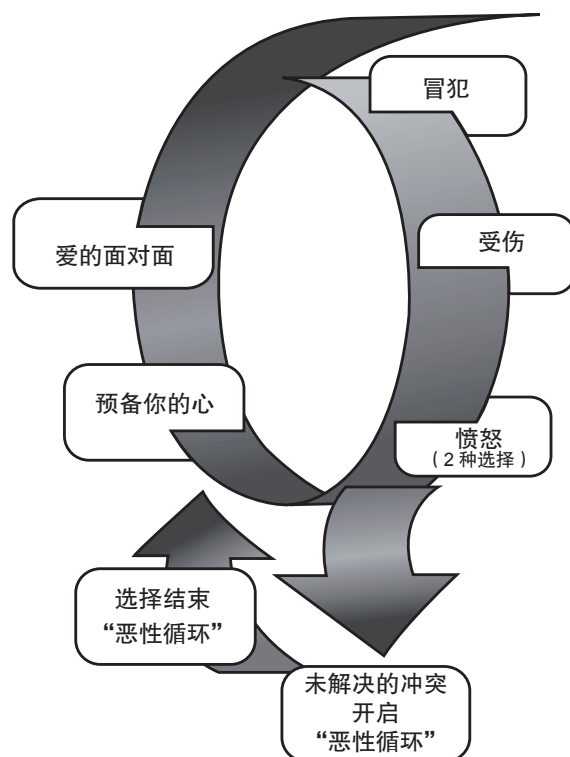 冒犯
受伤
愤怒
（2 种选择）
未解决的冲突
开启
“恶性循环”
选择结束
“恶性循环”
预备你的心
爱的面对面